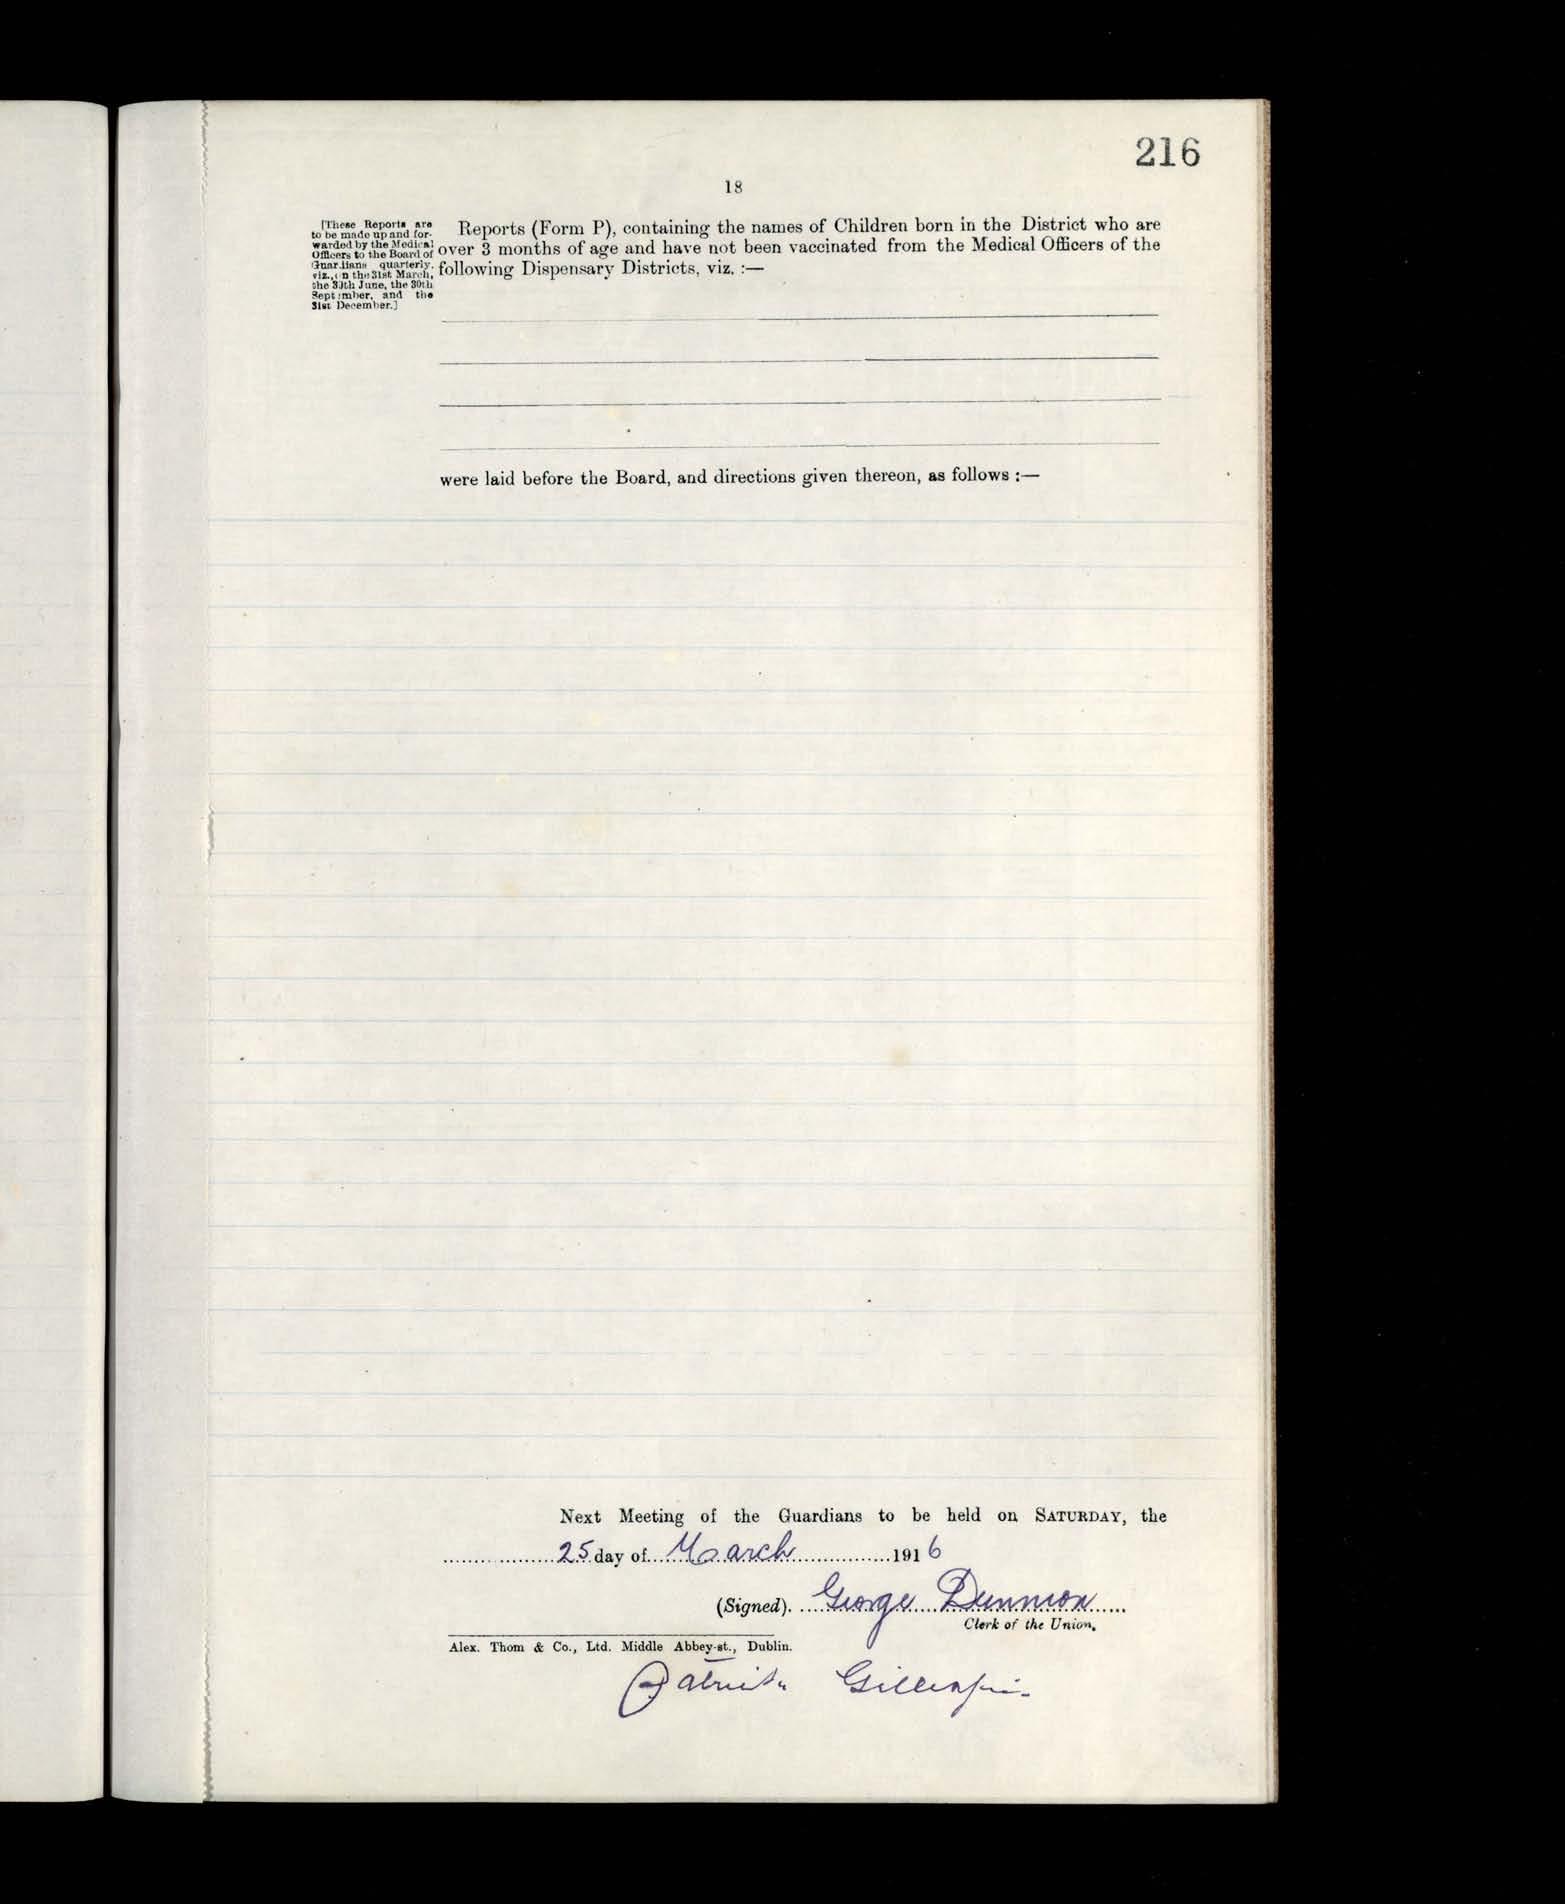 216
18
[These Reports are
to be made up and for-
warded by the Medical
Officers to the Board of
Guardians quarterly,
viz., on the 31st March,
the 30th June, the 30th
September, and the
31st December.]
Reports (Form P), containing the names of Children born in the District who are
over 3 months of age and have not been vaccinated from the Medical Officers of the
following Dispensary Districts, viz. :—
were laid before the Board, and directions given thereon, as follows :—
Next Meeting of the Guardians to be held on SATURDAY, the
25 day of March 1916
(Signed). George Dunnion
Clerk of the Union.
Alex. Thom & Co., Ltd. Middle Abbey-st., Dublin.
Patrick Gillespie